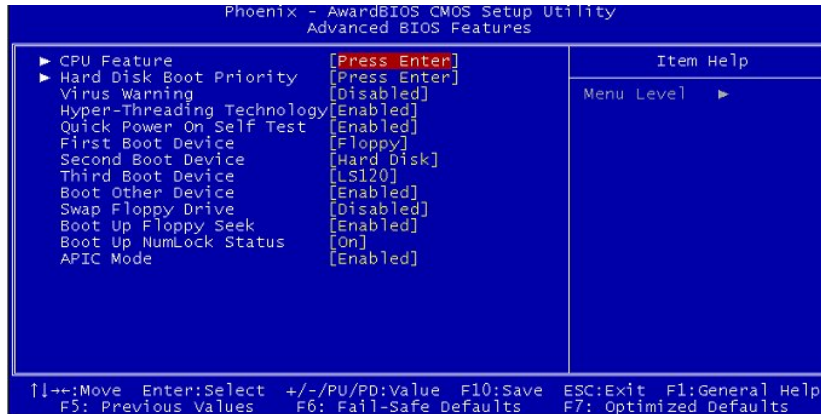 Phoenix - AwardBIOS CMOS Setup Utility
Advanced BIOS Features
► CPU Feature [Press Enter]
► Hard Disk Boot Priority [Press Enter]
Virus Warning [Disabled]
Hyper-Threading Technology[Enabled]
Quick Power On Self Test [Enabled]
First Boot Device [Floppy]
Second Boot Device [Hard Disk]
Third Boot Device [LS120]
Boot Other Device [Enabled]
Swap Floppy Drive [Disabled]
Boot Up Floppy Seek [Enabled]
Boot Up NumLock Status [On]
APIC Mode [Enabled]
Item Help
Menu Level ►
↑↓→←:Move Enter:Select +/-/PU/PD:Value F10:Save ESC:Exit F1:General Help
F5: Previous Values F6: Fail-Safe Defaults F7: Optimized Defaults